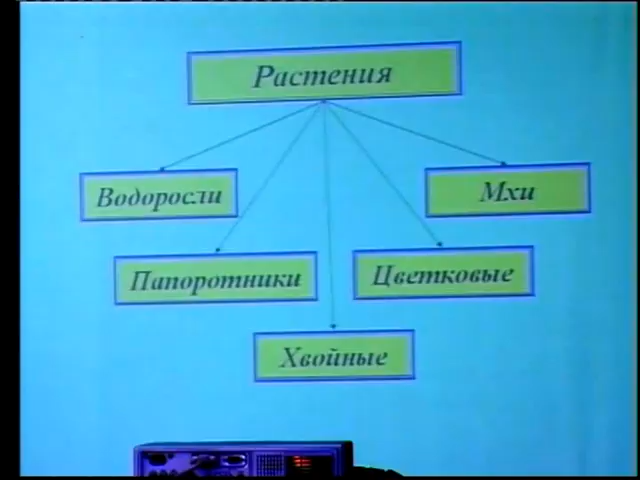 Растения
Водоросли
Мхи
Папоротники
Цветковые
Хвойные